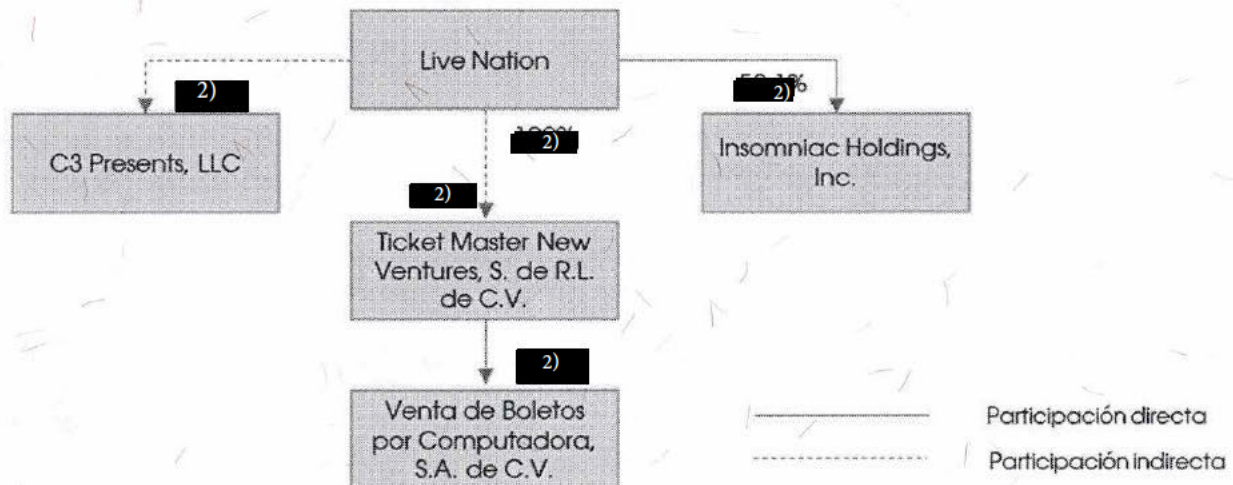 Live Nation
2)
2)
C3 Presents, LLC
2)
Insomniac Holdings,
Inc.
2)
Ticket Master New
Ventures, S. de R.L.
de C.V.
2)
Venta de Boletos
por Computadora,
S.A. de C.V.
Participación directa
Participación indirecta